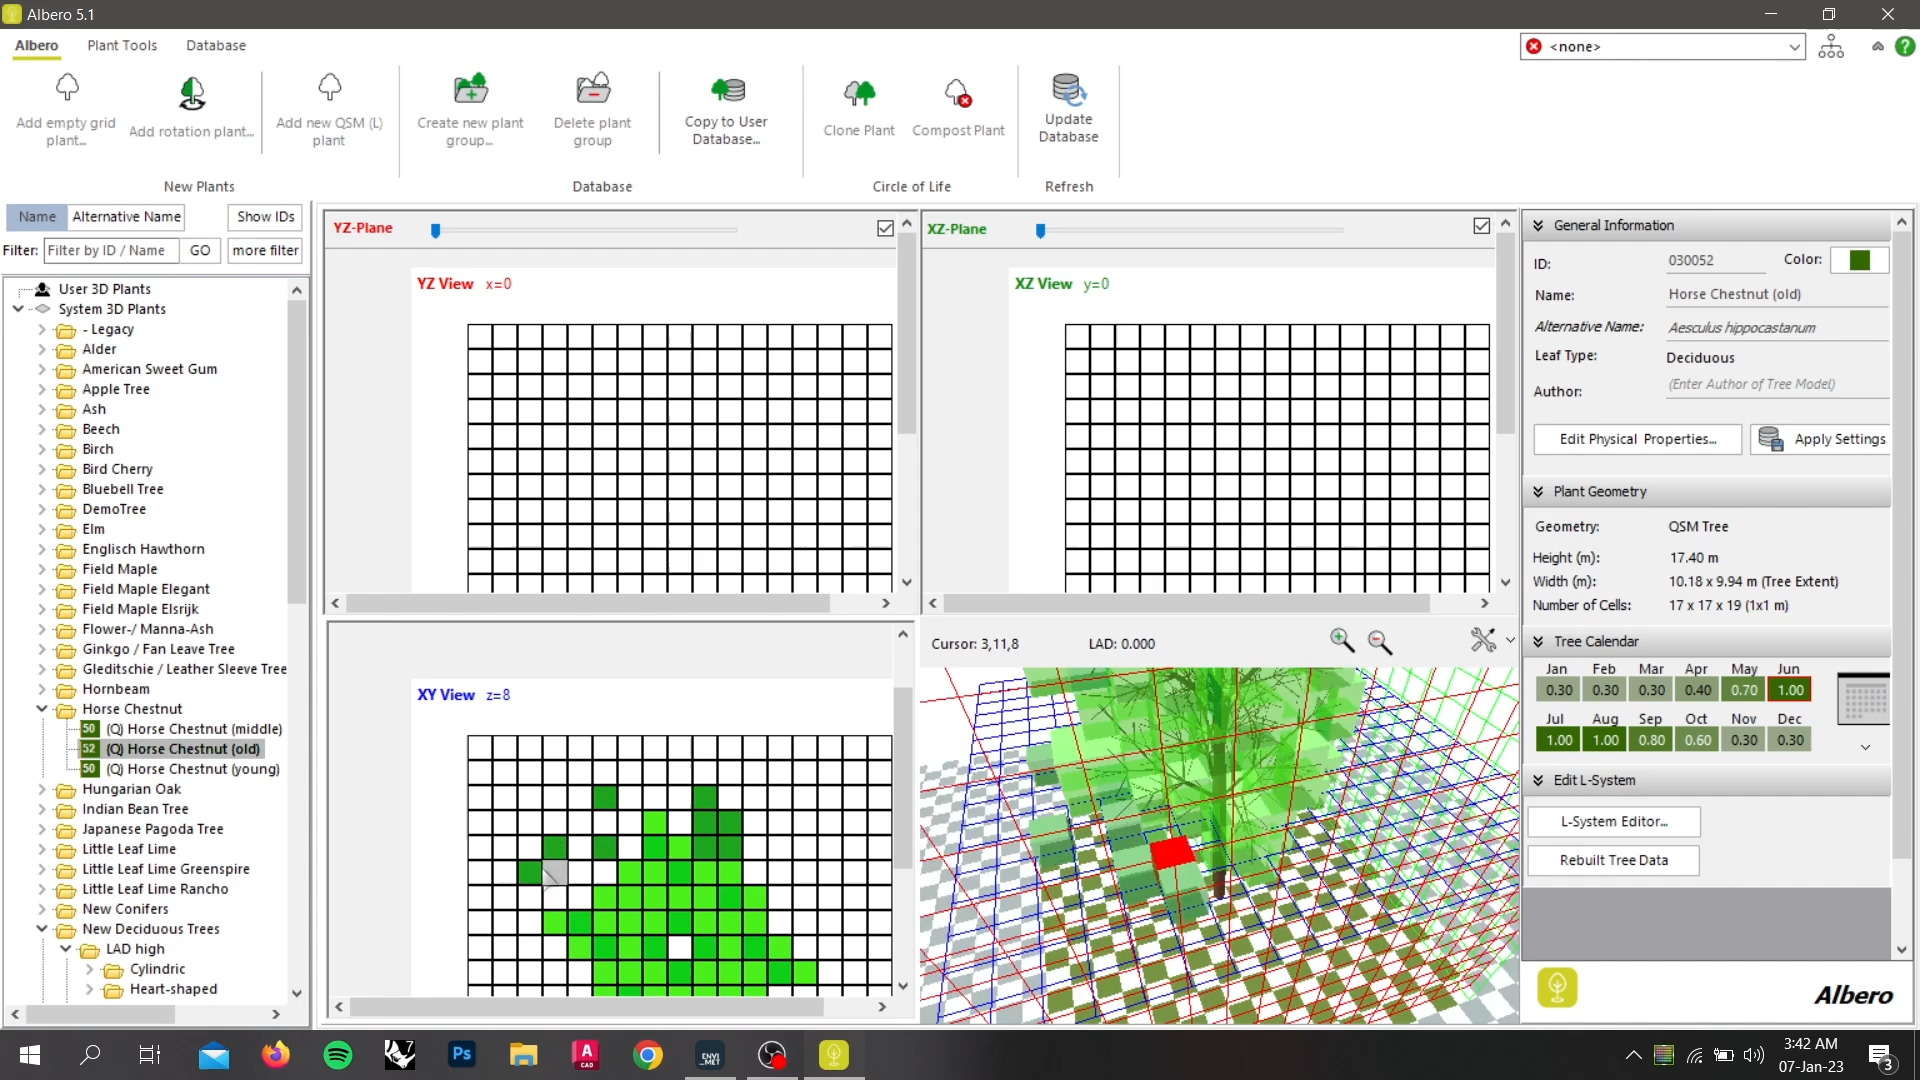 Albero 5.1
Albero Plant Tools Database
<none>
Add empty grid plant...
Add rotation plant...
Add new QSM (L) plant
Create new plant group...
Delete plant group
Copy to User Database...
Clone Plant
Compost Plant
Update Database
New Plants
Database
Circle of Life
Refresh
Name Alternative Name Show IDs
Filter: Filter by ID / Name GO more filter
User 3D Plants
System 3D Plants
- Legacy
Alder
American Sweet Gum
Apple Tree
Ash
Beech
Birch
Bird Cherry
Bluebell Tree
DemoTree
Elm
Englisch Hawthorn
Field Maple
Field Maple Elegant
Field Maple Elsrijk
Flower-/ Manna-Ash
Ginkgo / Fan Leave Tree
Gleditschie / Leather Sleeve Tree
Hornbeam
Horse Chestnut
50 (Q) Horse Chestnut (middle)
52 (Q) Horse Chestnut (old)
50 (Q) Horse Chestnut (young)
Hungarian Oak
Indian Bean Tree
Japanese Pagoda Tree
Little Leaf Lime
Little Leaf Lime Greenspire
Little Leaf Lime Rancho
New Conifers
New Deciduous Trees
LAD high
Cylindric
Heart-shaped
YZ-Plane
YZ View x=0
XZ-Plane
XZ View y=0
XY View z=8
Cursor: 3,11,8 LAD: 0.000
General Information
ID: 030052 Color:
Name: Horse Chestnut (old)
Alternative Name: Aesculus hippocastanum
Leaf Type: Deciduous
Author: (Enter Author of Tree Model)
Edit Physical Properties... Apply Settings
Plant Geometry
Geometry: QSM Tree
Height (m): 17.40 m
Width (m): 10.18 x 9.94 m (Tree Extent)
Number of Cells: 17 x 17 x 19 (1x1 m)
Tree Calendar
Jan Feb Mar Apr May Jun
0.30 0.30 0.30 0.40 0.70 1.00
Jul Aug Sep Oct Nov Dec
1.00 1.00 0.80 0.60 0.30 0.30
Edit L-System
L-System Editor...
Rebuilt Tree Data
Albero
Ps
A
CAD
ENVI
MET
3:42 AM
07-Jan-23
3